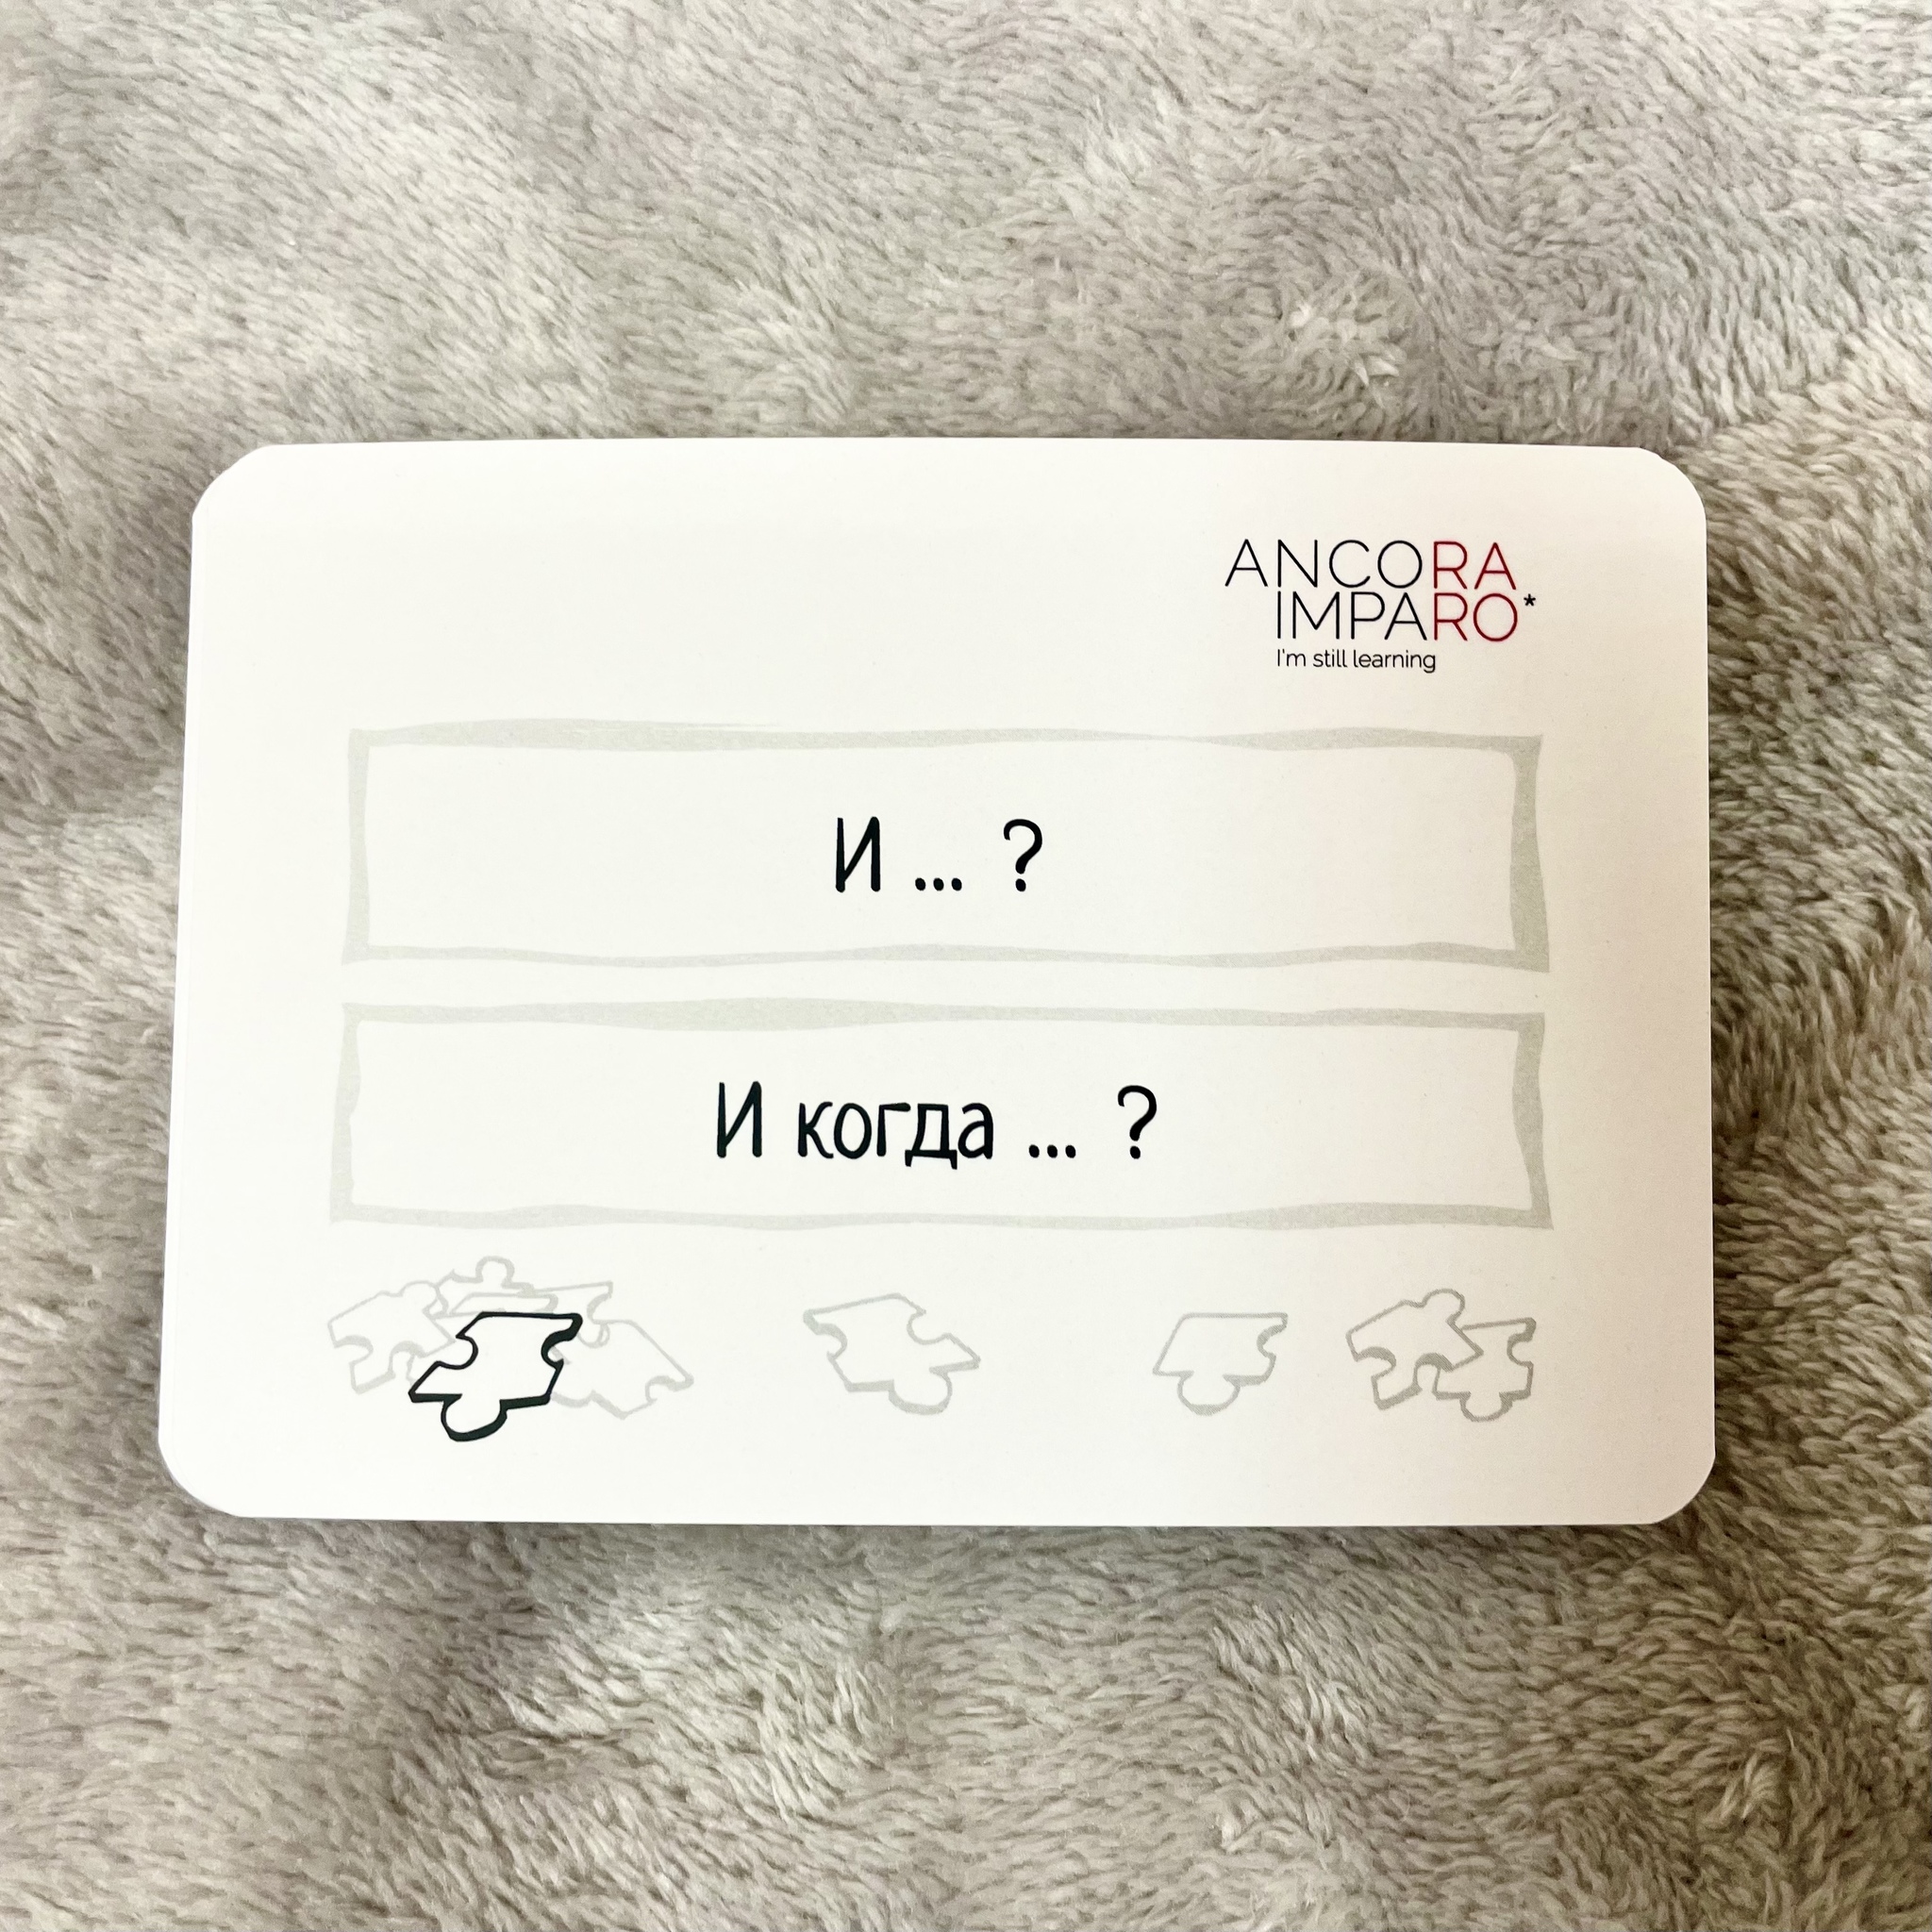 ANCORA
IMPARO*
I'm still learning
И ... ?
И когда ... ?